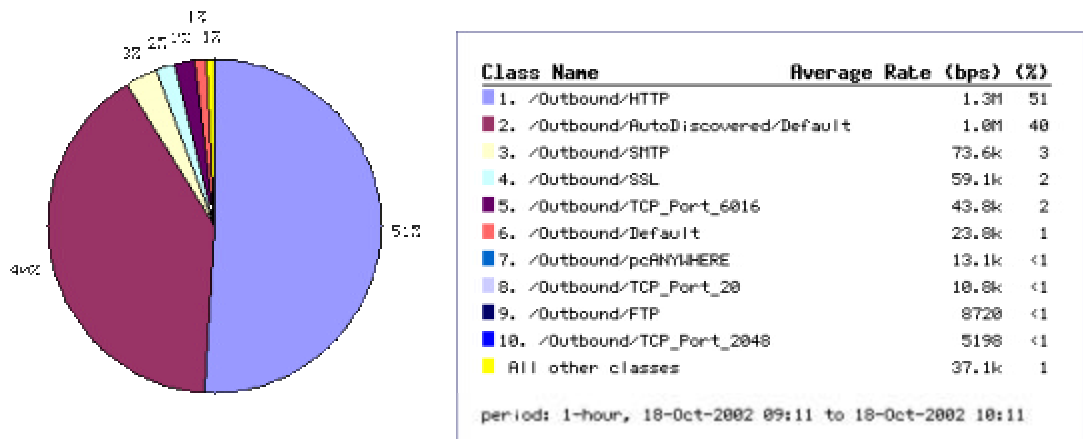 1%
3% 2% 2% 1%
51%
40%
Class Name Average Rate (bps) (%)
1. /Outbound/HTTP 1.3M 51
2. /Outbound/AutoDiscovered/Default 1.0M 40
3. /Outbound/SMTP 73.6k 3
4. /Outbound/SSL 59.1k 2
5. /Outbound/TCP_Port_6016 43.8k 2
6. /Outbound/Default 23.8k 1
7. /Outbound/pcANYWHERE 13.1k <1
8. /Outbound/TCP_Port_20 10.8k <1
9. /Outbound/FTP 8720 <1
10. /Outbound/TCP_Port_2048 5198 <1
All other classes 37.1k 1
period: 1-hour, 18-Oct-2002 09:11 to 18-Oct-2002 10:11